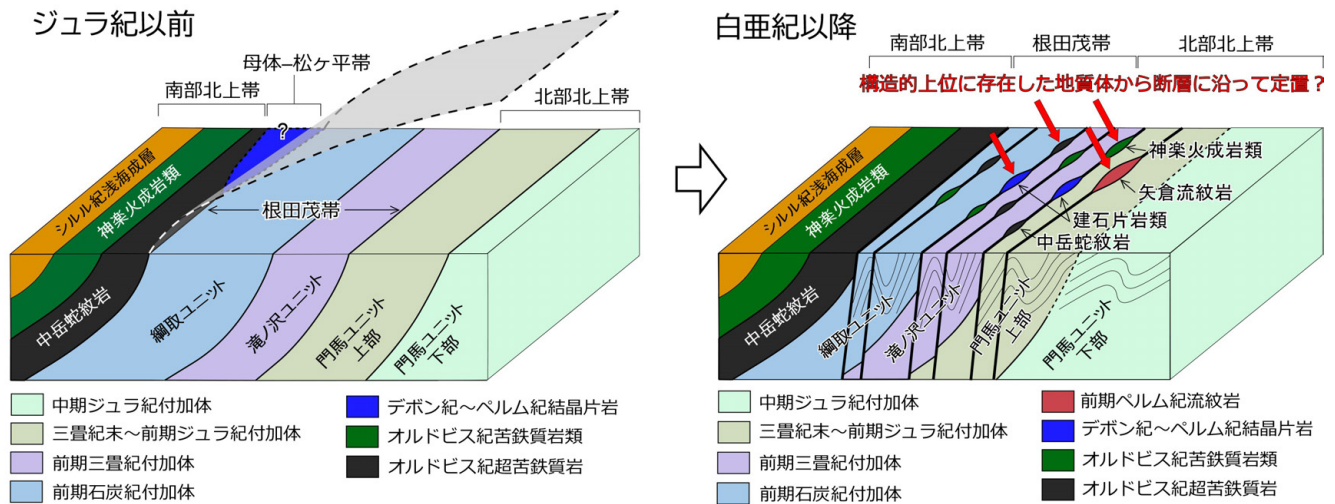 ジュラ紀以前
母体–松ヶ平帯
南部北上帯
北部北上帯
?
シルル紀浅海成層
神楽火成岩類
根田茂帯
中岳蛇紋岩
綱取ユニット
滝ノ沢ユニット
門馬ユニット
上部
門馬ユニット
下部
中期ジュラ紀付加体
三畳紀末～前期ジュラ紀付加体
前期三畳紀付加体
前期石炭紀付加体
デボン紀～ペルム紀結晶片岩
オルドビス紀苦鉄質岩類
オルドビス紀超苦鉄質岩
白亜紀以降
南部北上帯
根田茂帯
北部北上帯
構造的上位に存在した地質体から断層に沿って定置？
シルル紀浅海成層
神楽火成岩類
神楽火成岩類
矢倉流紋岩
建石片岩類
中岳蛇紋岩
中岳蛇紋岩
綱取ユニット
滝ノ沢ユニット
門馬ユニット
上部
門馬ユニット
下部
中期ジュラ紀付加体
三畳紀末～前期ジュラ紀付加体
前期三畳紀付加体
前期石炭紀付加体
前期ペルム紀流紋岩
デボン紀～ペルム紀結晶片岩
オルドビス紀苦鉄質岩類
オルドビス紀超苦鉄質岩